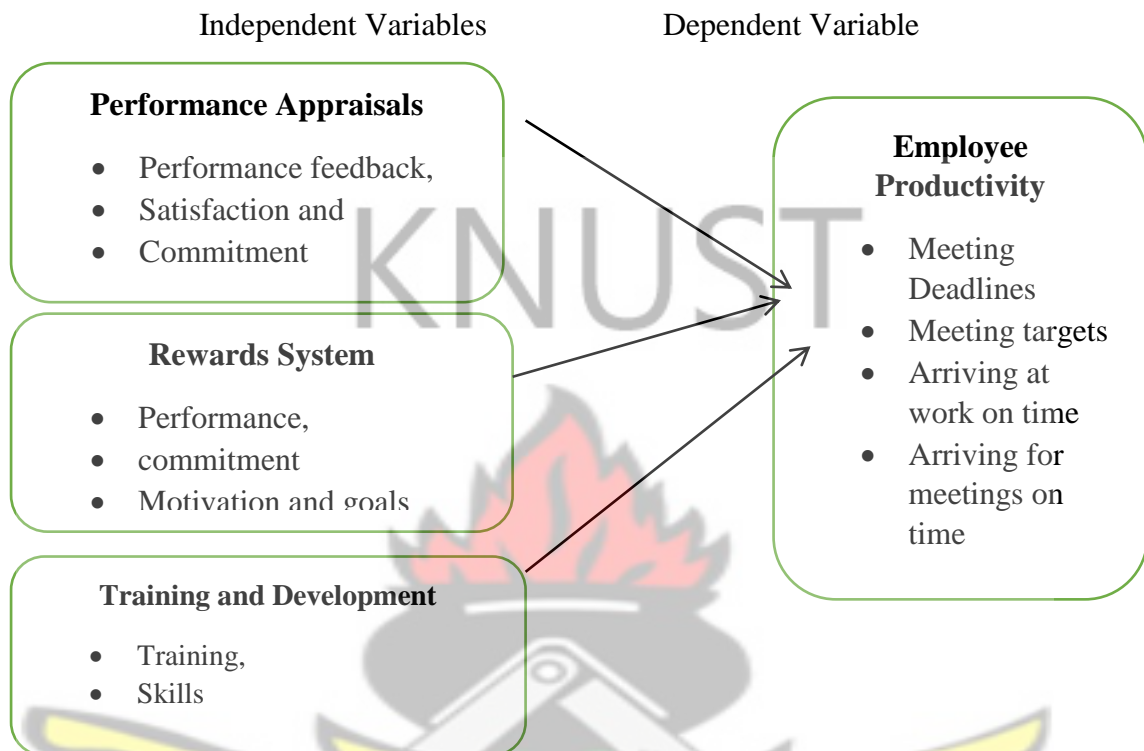 Independent Variables
Dependent Variable
Performance Appraisals
• Performance feedback,
• Satisfaction and
• Commitment
Rewards System
• Performance,
• commitment
• Motivation and goals
Training and Development
• Training,
• Skills
Employee
Productivity
• Meeting
Deadlines
• Meeting targets
• Arriving at
work on time
• Arriving for
meetings on
time
KNUST